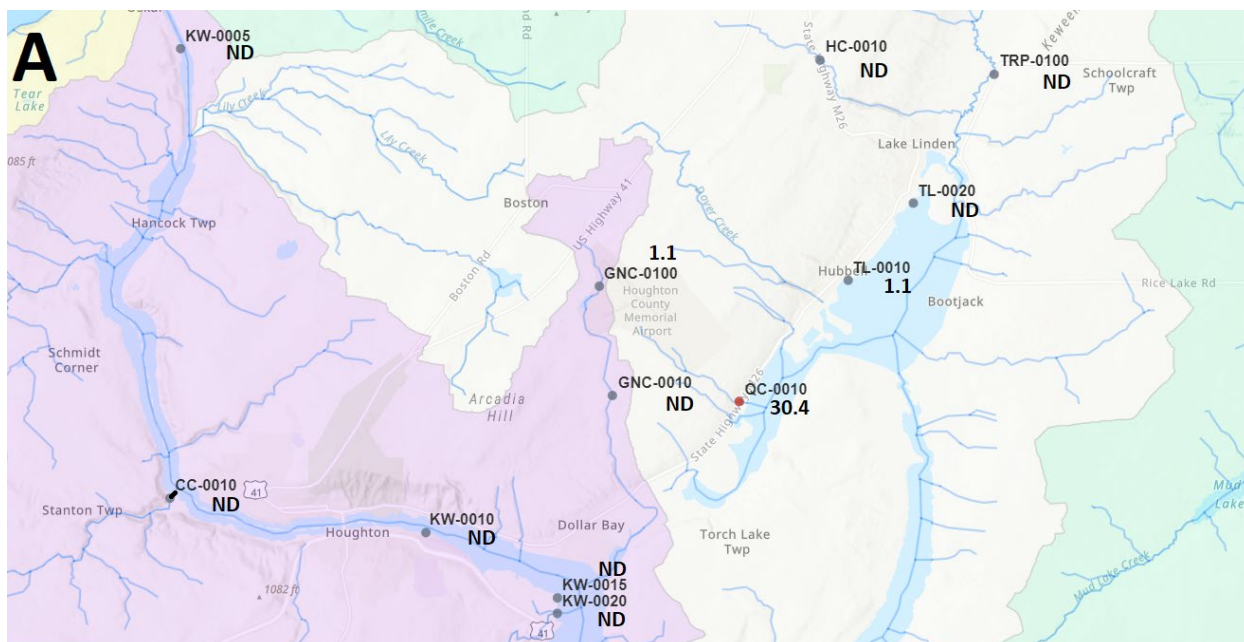 A
KW-0005
ND
Tear
Lake
Lily Creek
Lily Creek
Hancock Twp
Boston
Boston Rd
US Highway 41
HC-0010
ND
State Highway M26
TRP-0100
ND
Schoolcraft
Twp
Lake Linden
TL-0020
ND
Dover Creek
1.1
GNC-0100
Houghton
County
Memorial
Airport
Hubbell
TL-0010
1.1
Bootjack
Rice Lake Rd
Schmidt
Corner
Arcadia
Hill
GNC-0010
ND
QC-0010
30.4
State Highway M26
CC-0010
ND
Stanton Twp
41
KW-0010
ND
Houghton
Dollar Bay
Torch Lake
Twp
ND
KW-0015
KW-0020
ND
1082 ft
41
Mud Lake Creek
Mud
Lake